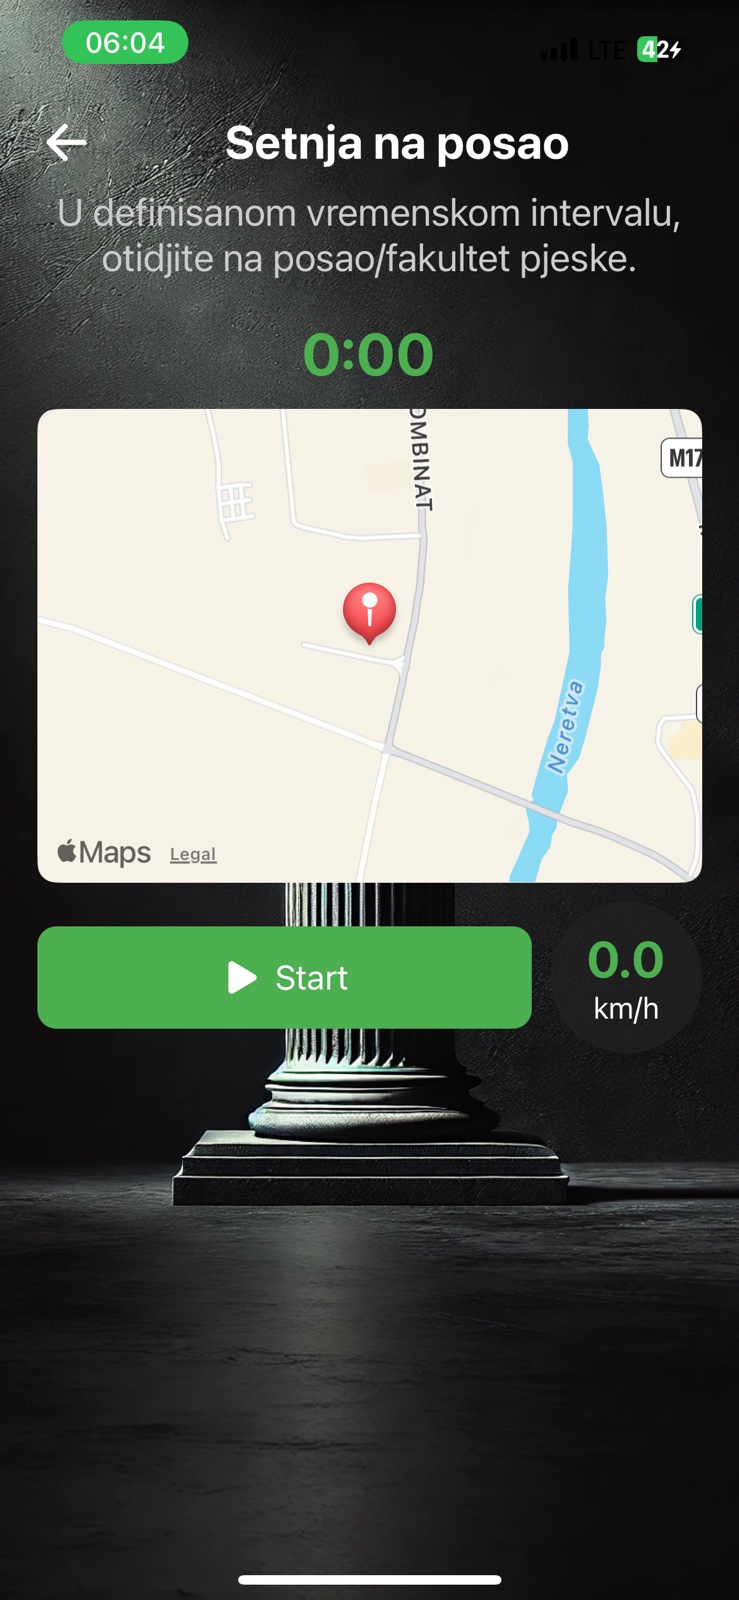 06:04
LTE 42
Setnja na posao
U definisanom vremenskom intervalu,
otidjite na posao/fakultet pjeske.
0:00
OMBINAT
M17
Neretva
Maps Legal
Start
0.0
km/h